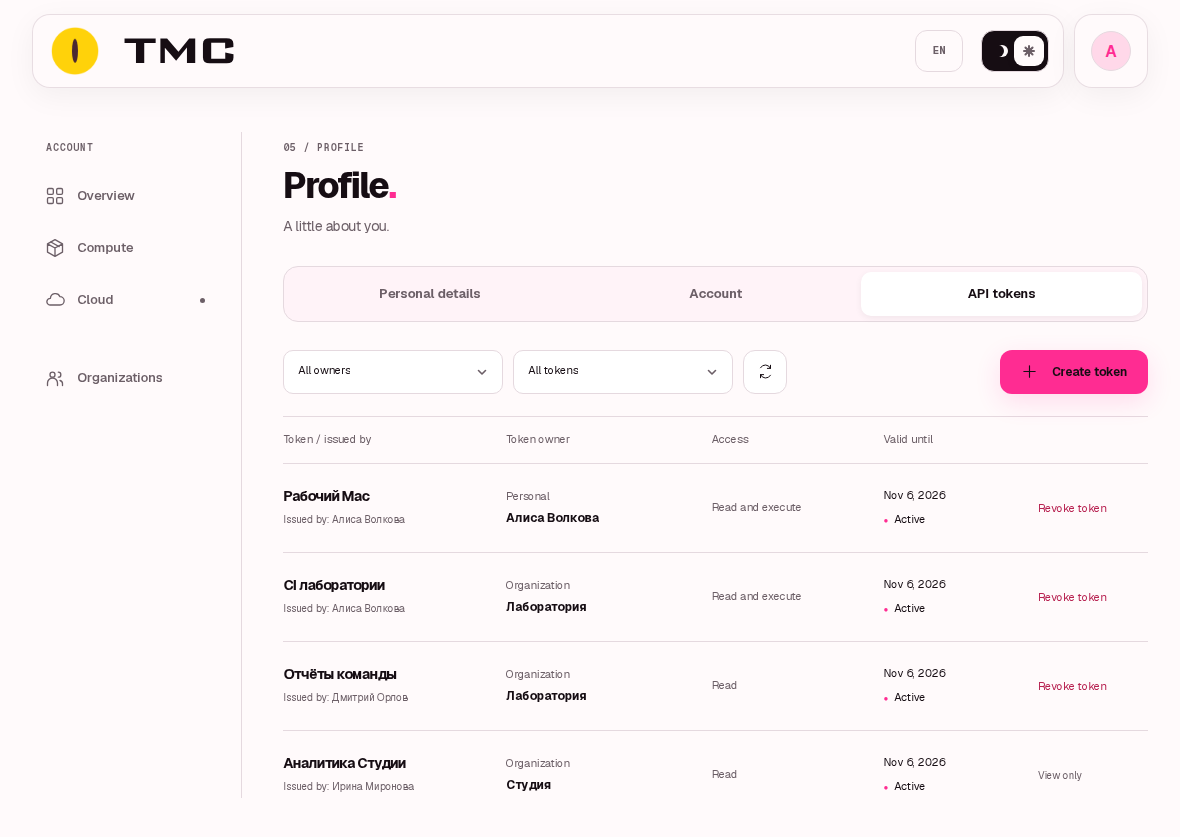 TMC
EN
A
ACCOUNT
Overview
Compute
Cloud
Organizations
05 / PROFILE
Profile.
A little about you.
Personal details
Account
API tokens
All owners
All tokens
Create token
Token / issued by
Token owner
Access
Valid until
Рабочий Mac
Issued by: Алиса Волкова
Personal
Алиса Волкова
Read and execute
Nov 6, 2026
Active
Revoke token
CI лаборатории
Issued by: Алиса Волкова
Organization
Лаборатория
Read and execute
Nov 6, 2026
Active
Revoke token
Отчёты команды
Issued by: Дмитрий Орлов
Organization
Лаборатория
Read
Nov 6, 2026
Active
Revoke token
Аналитика Студии
Issued by: Ирина Миронова
Organization
Студия
Read
Nov 6, 2026
Active
View only